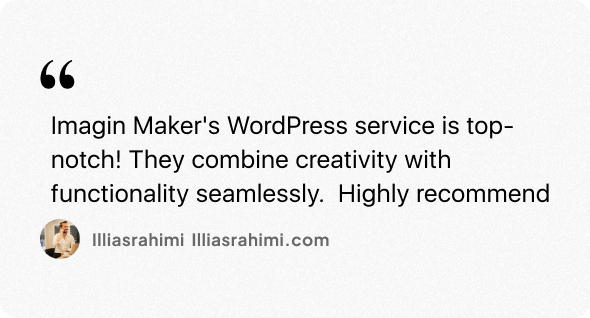 “
Imagin Maker's WordPress service is top-
notch! They combine creativity with
functionality seamlessly.  Highly recommend
Illiasrahimi Illiasrahimi.com